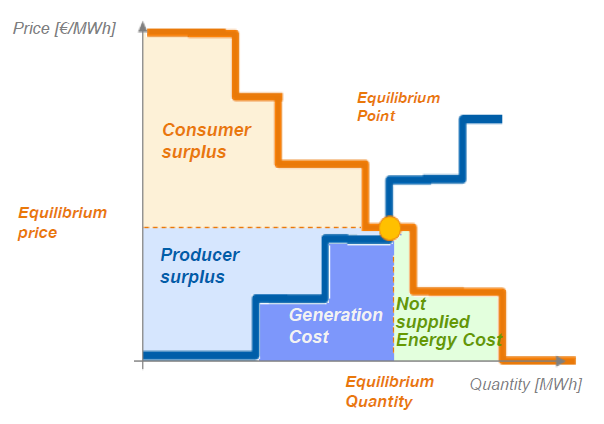 Price [€/MWh]
Equilibrium
Point
Consumer
surplus
Equilibrium
price
Producer
surplus
Generation
Cost
Not
supplied
Energy Cost
Equilibrium
Quantity
Quantity [MWh]